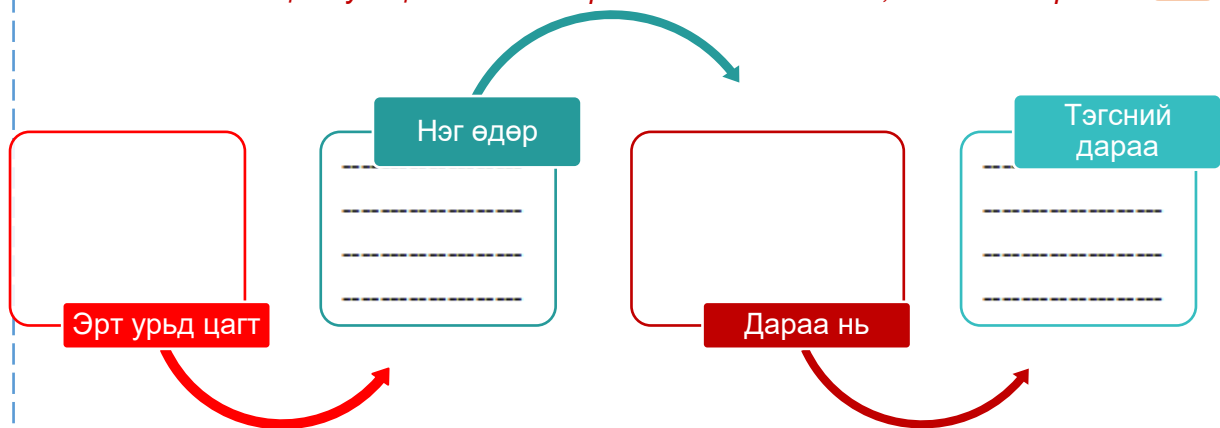 Нэг өдөр
Тэгсний
дараа
Эрт урьд цагт
Дараа нь